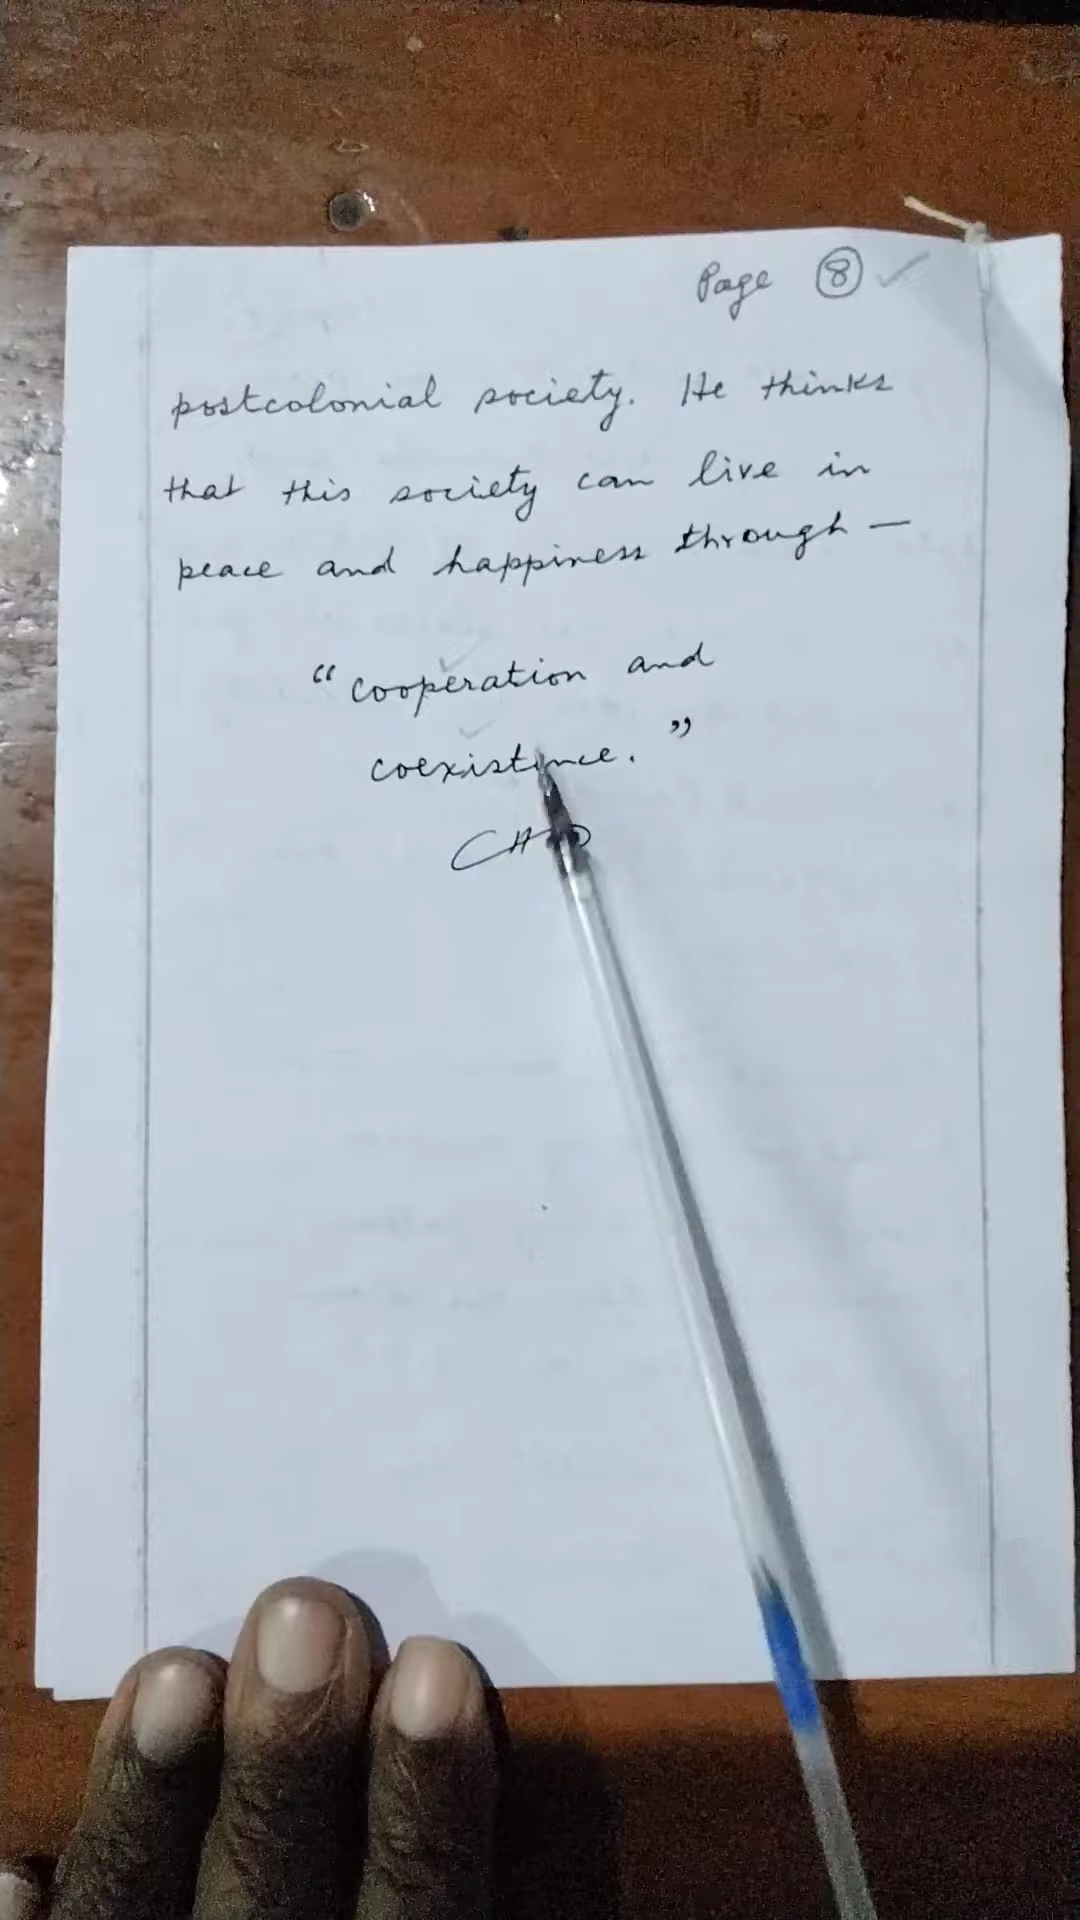 Page 8
postcolonial society. He thinks
that this society can live in
peace and happiness through —
"cooperation and
coexistence."